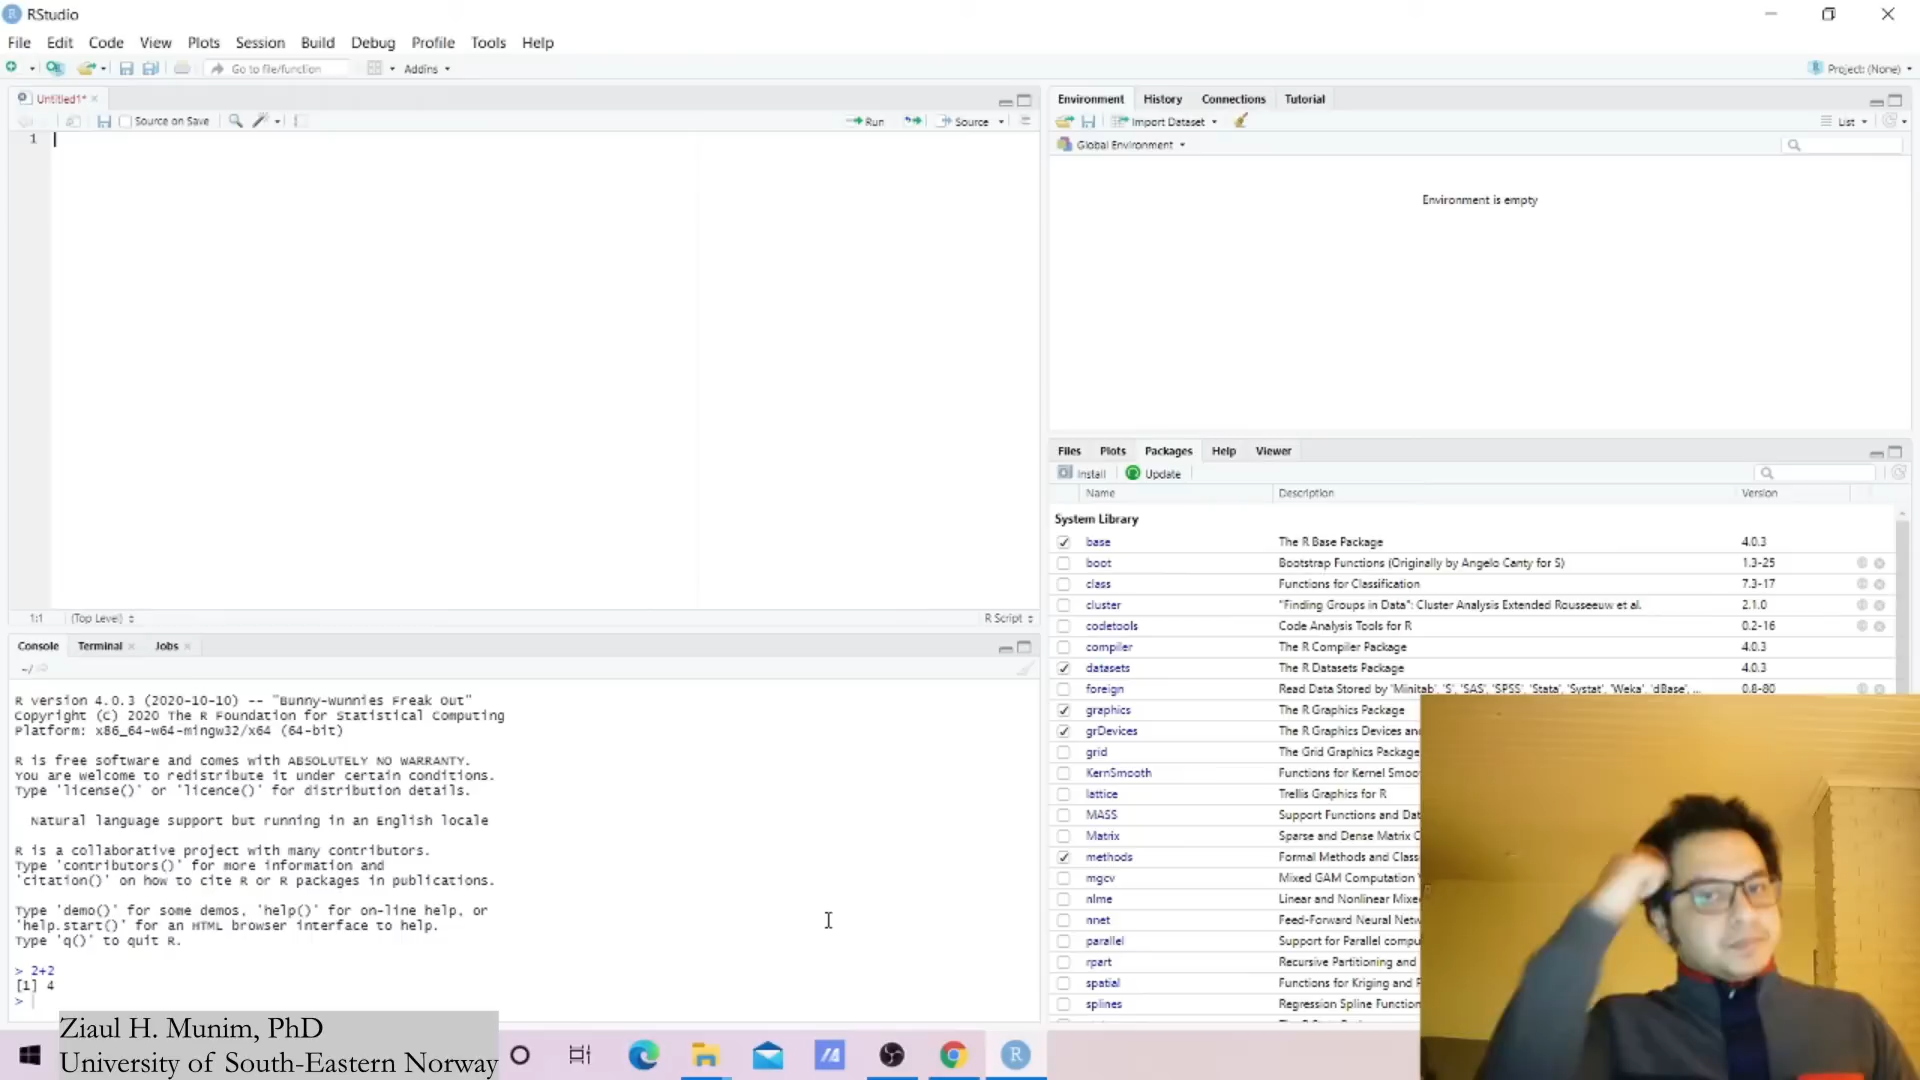 RStudio
File Edit Code View Plots Session Build Debug Profile Tools Help
Go to file/function Addins Project: (None)
Untitled1*
Source on Save Run Source
1
1:1 (Top Level) R Script
Console Terminal Jobs
~/
R version 4.0.3 (2020-10-10) -- "Bunny-Wunnies Freak Out"
Copyright (C) 2020 The R Foundation for Statistical Computing
Platform: x86_64-w64-mingw32/x64 (64-bit)
R is free software and comes with ABSOLUTELY NO WARRANTY.
You are welcome to redistribute it under certain conditions.
Type 'license()' or 'licence()' for distribution details.
Natural language support but running in an English locale
R is a collaborative project with many contributors.
Type 'contributors()' for more information and
'citation()' on how to cite R or R packages in publications.
Type 'demo()' for some demos, 'help()' for on-line help, or
'help.start()' for an HTML browser interface to help.
Type 'q()' to quit R.
> 2+2
[1] 4
>
Environment History Connections Tutorial
Import Dataset List
Global Environment
Environment is empty
Files Plots Packages Help Viewer
Install Update
Name Description Version
System Library
base The R Base Package 4.0.3
boot Bootstrap Functions (Originally by Angelo Canty for S) 1.3-25
class Functions for Classification 7.3-17
cluster "Finding Groups in Data": Cluster Analysis Extended Rousseeuw et al. 2.1.0
codetools Code Analysis Tools for R 0.2-16
compiler The R Compiler Package 4.0.3
datasets The R Datasets Package 4.0.3
foreign Read Data Stored by 'Minitab', 'S', 'SAS', 'SPSS', 'Stata', 'Systat', 'Weka', 'dBase', ... 0.8-80
graphics The R Graphics Package
grDevices The R Graphics Devices an
grid The Grid Graphics Package
KernSmooth Functions for Kernel Smoo
lattice Trellis Graphics for R
MASS Support Functions and Dat
Matrix Sparse and Dense Matrix C
methods Formal Methods and Class
mgcv Mixed GAM Computation
nlme Linear and Nonlinear Mixe
nnet Feed-Forward Neural Netw
parallel Support for Parallel compu
rpart Recursive Partitioning and
spatial Functions for Kriging and P
splines Regression Spline Function
Ziaul H. Munim, PhD
University of South-Eastern Norway